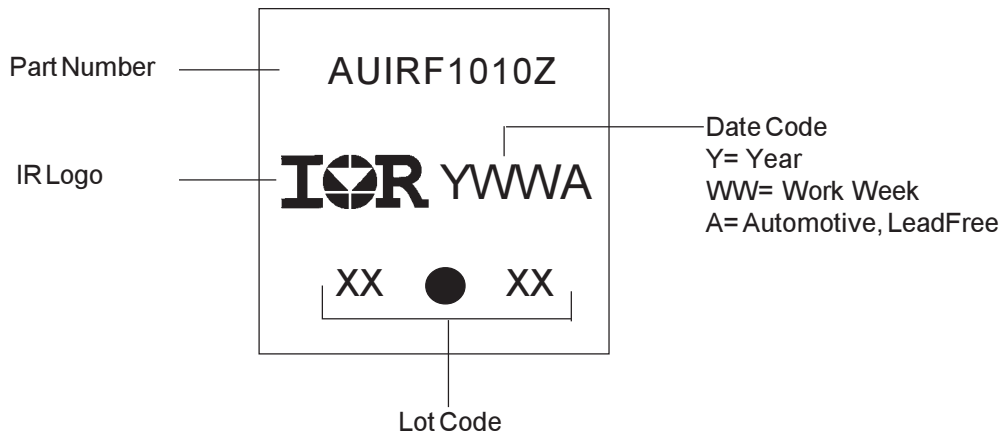 Part Number
AUIRF1010Z
IR Logo
IOR YWWA
Date Code
Y= Year
WW= Work Week
A= Automotive, LeadFree
XX XX
Lot Code